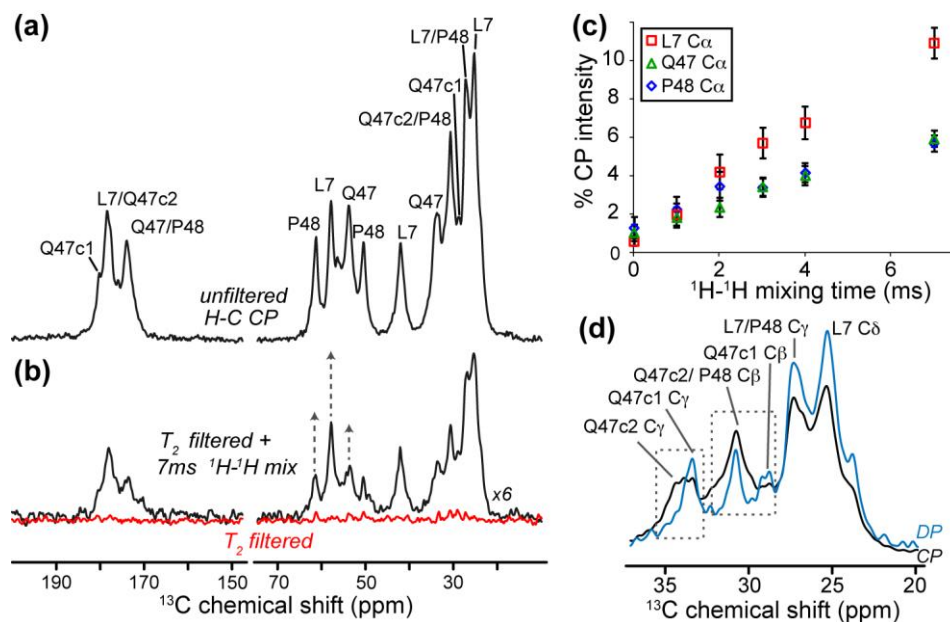 (a)
L7
L7/P48
Q47c1
Q47c2/P48
L7/Q47c2
Q47/P48
Q47c1
unfiltered
H-C CP
P48
L7
Q47
P48
L7
Q47
(b)
T2 filtered +
7ms ¹H-¹H mix
x6
T2 filtered
190 170 150 70 50 30
¹³C chemical shift (ppm)
(c)
% CP intensity
10
8
6
4
2
0
L7 Cα
Q47 Cα
P48 Cα
0 2 4 6
¹H-¹H mixing time (ms)
(d)
L7/P48 Cγ
L7 Cδ
Q47c1 Cβ
Q47c2/ P48 Cβ
Q47c1 Cγ
Q47c2 Cγ
DP
CP
35 30 25 20
¹³C chemical shift (ppm)